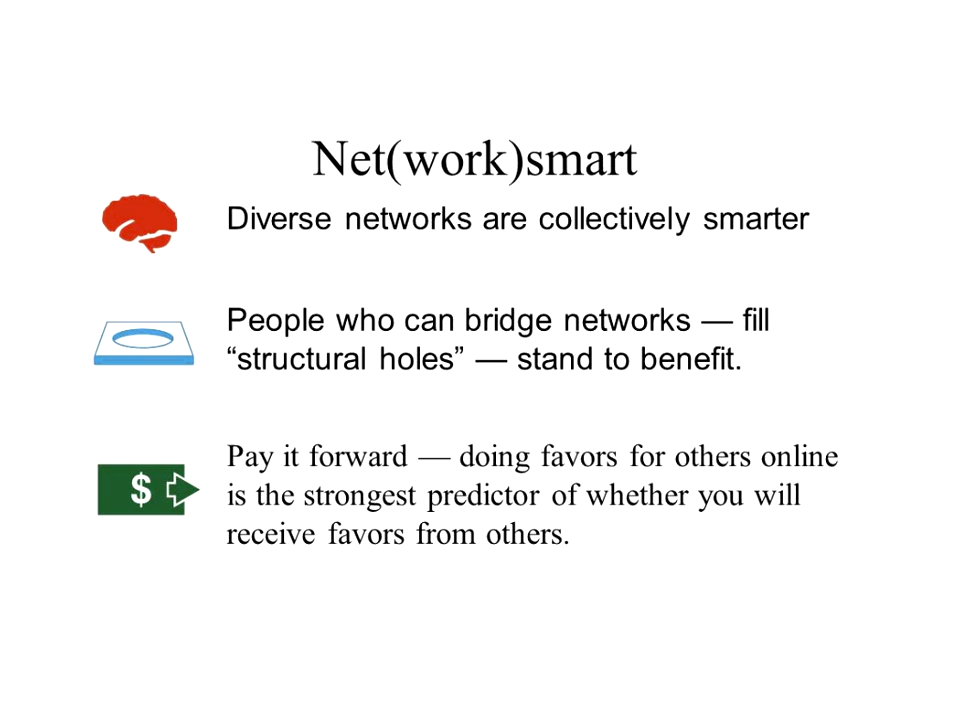 Net(work)smart
Diverse networks are collectively smarter
People who can bridge networks — fill
“structural holes” — stand to benefit.
Pay it forward — doing favors for others online
$
is the strongest predictor of whether you will
receive favors from others.